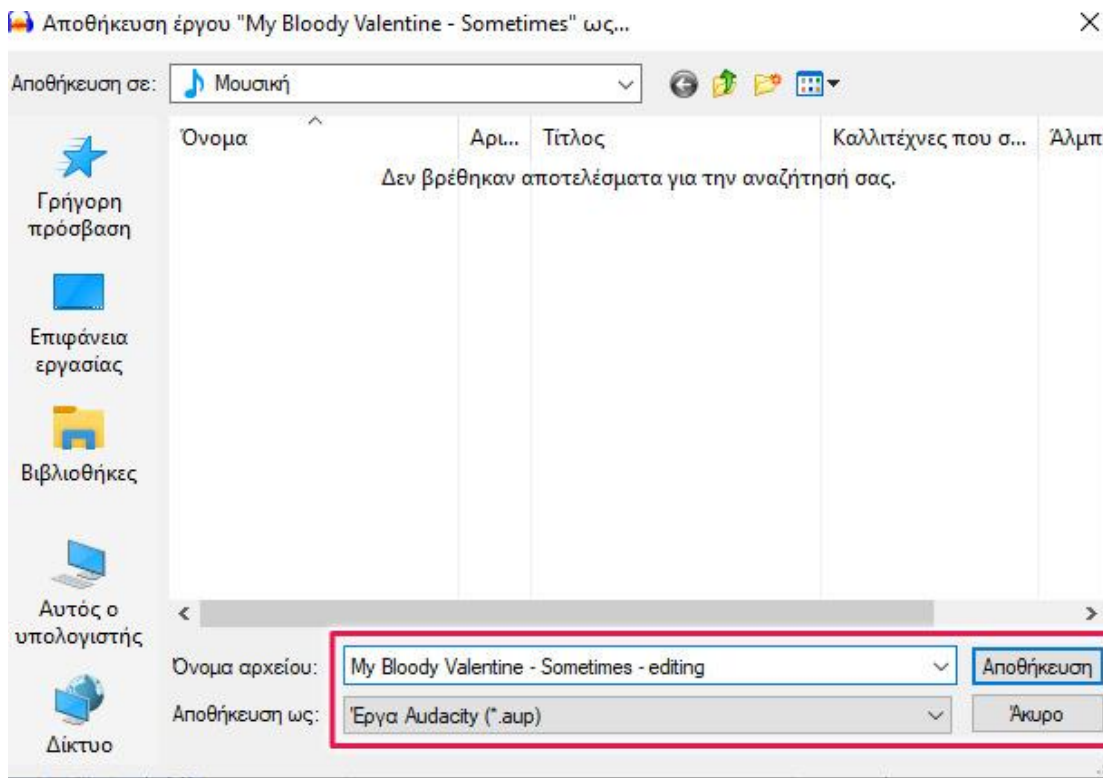 Αποθήκευση έργου "My Bloody Valentine - Sometimes" ως...
Αποθήκευση σε: Μουσική
Όνομα Αρι... Τίτλος Καλλιτέχνες που σ... Άλμπ
Δεν βρέθηκαν αποτελέσματα για την αναζήτησή σας.
Γρήγορη
πρόσβαση
Επιφάνεια
εργασίας
Βιβλιοθήκες
Αυτός ο
υπολογιστής
Δίκτυο
Όνομα αρχείου: My Bloody Valentine - Sometimes - editing Αποθήκευση
Αποθήκευση ως: Έργα Audacity (*.aup) Άκυρο